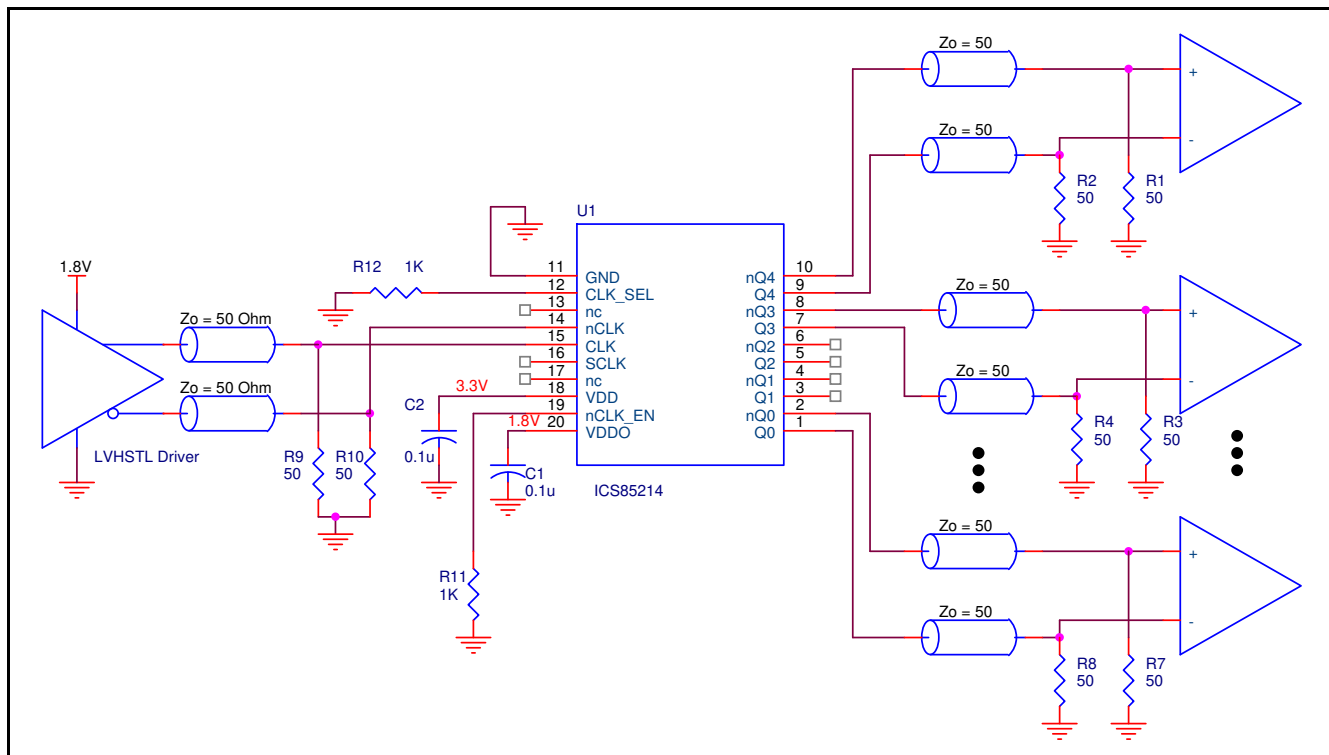 Zo = 50
+
Zo = 50
-
R2
50
R1
50
U1
1.8V
R12 1K
11 GND
12 CLK_SEL
13 nc
14 nCLK
15 CLK
16 SCLK
17 nc
18 VDD
19 nCLK_EN
20 VDDO
nQ4 10
Q4 9
nQ3 8
Q3 7
nQ2 6
Q2 5
nQ1 4
Q1 3
nQ0 2
Q0 1
Zo = 50 Ohm
Zo = 50 Ohm
LVHSTL Driver
R9
50
R10
50
3.3V
C2
0.1u
1.8V
C1
0.1u
ICS85214
R11
1K
Zo = 50
+
Zo = 50
-
R4
50
R3
50
Zo = 50
+
Zo = 50
-
R8
50
R7
50